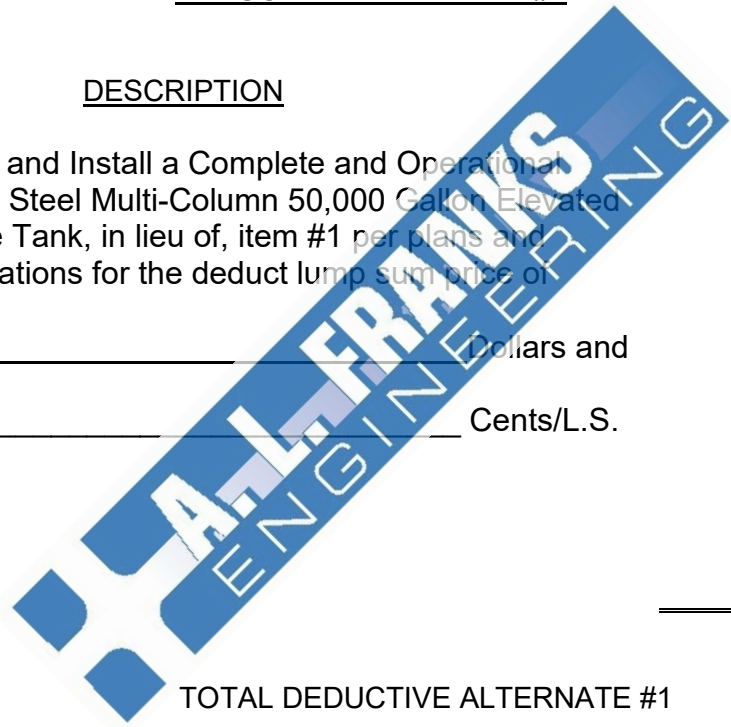 DESCRIPTION
and Install a Complete and Operational
Steel Multi-Column 50,000 Gallon Elevated
Tank, in lieu of, item #1 per plans and
for the deduct lump sum price of
Dollars and
Cents/L.S.
A. L. FRANKS
ENGINEERING
TOTAL DEDUCTIVE ALTERNATE #1